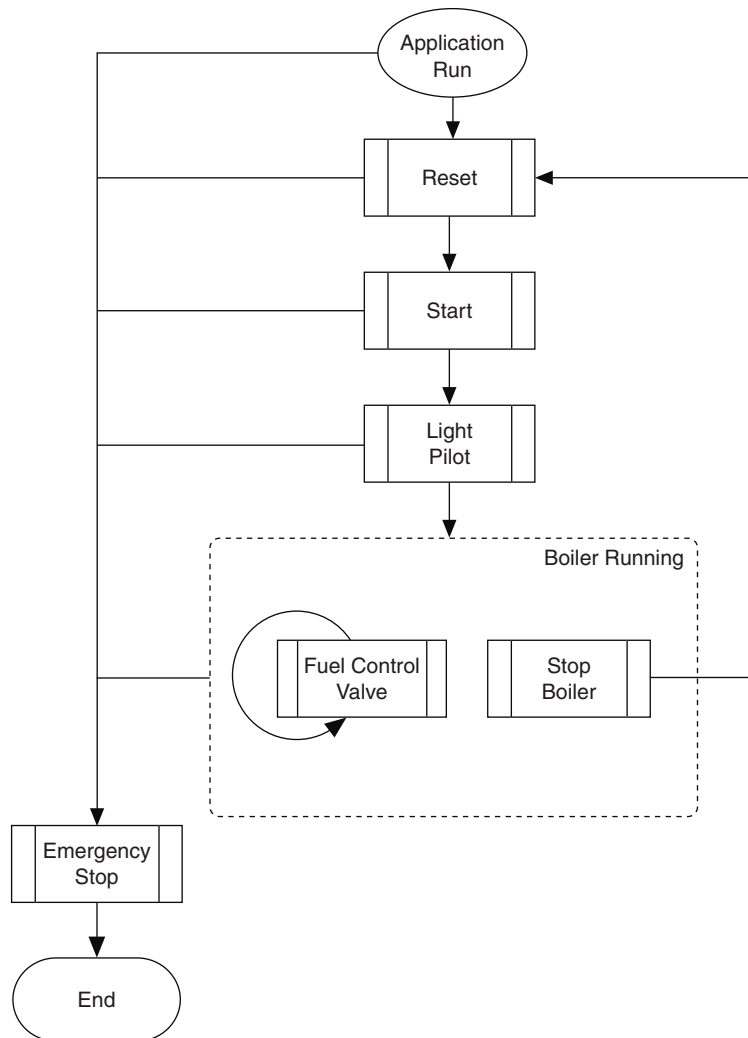 Application
Run
Reset
Start
Light
Pilot
Boiler Running
Fuel Control
Valve
Stop
Boiler
Emergency
Stop
End